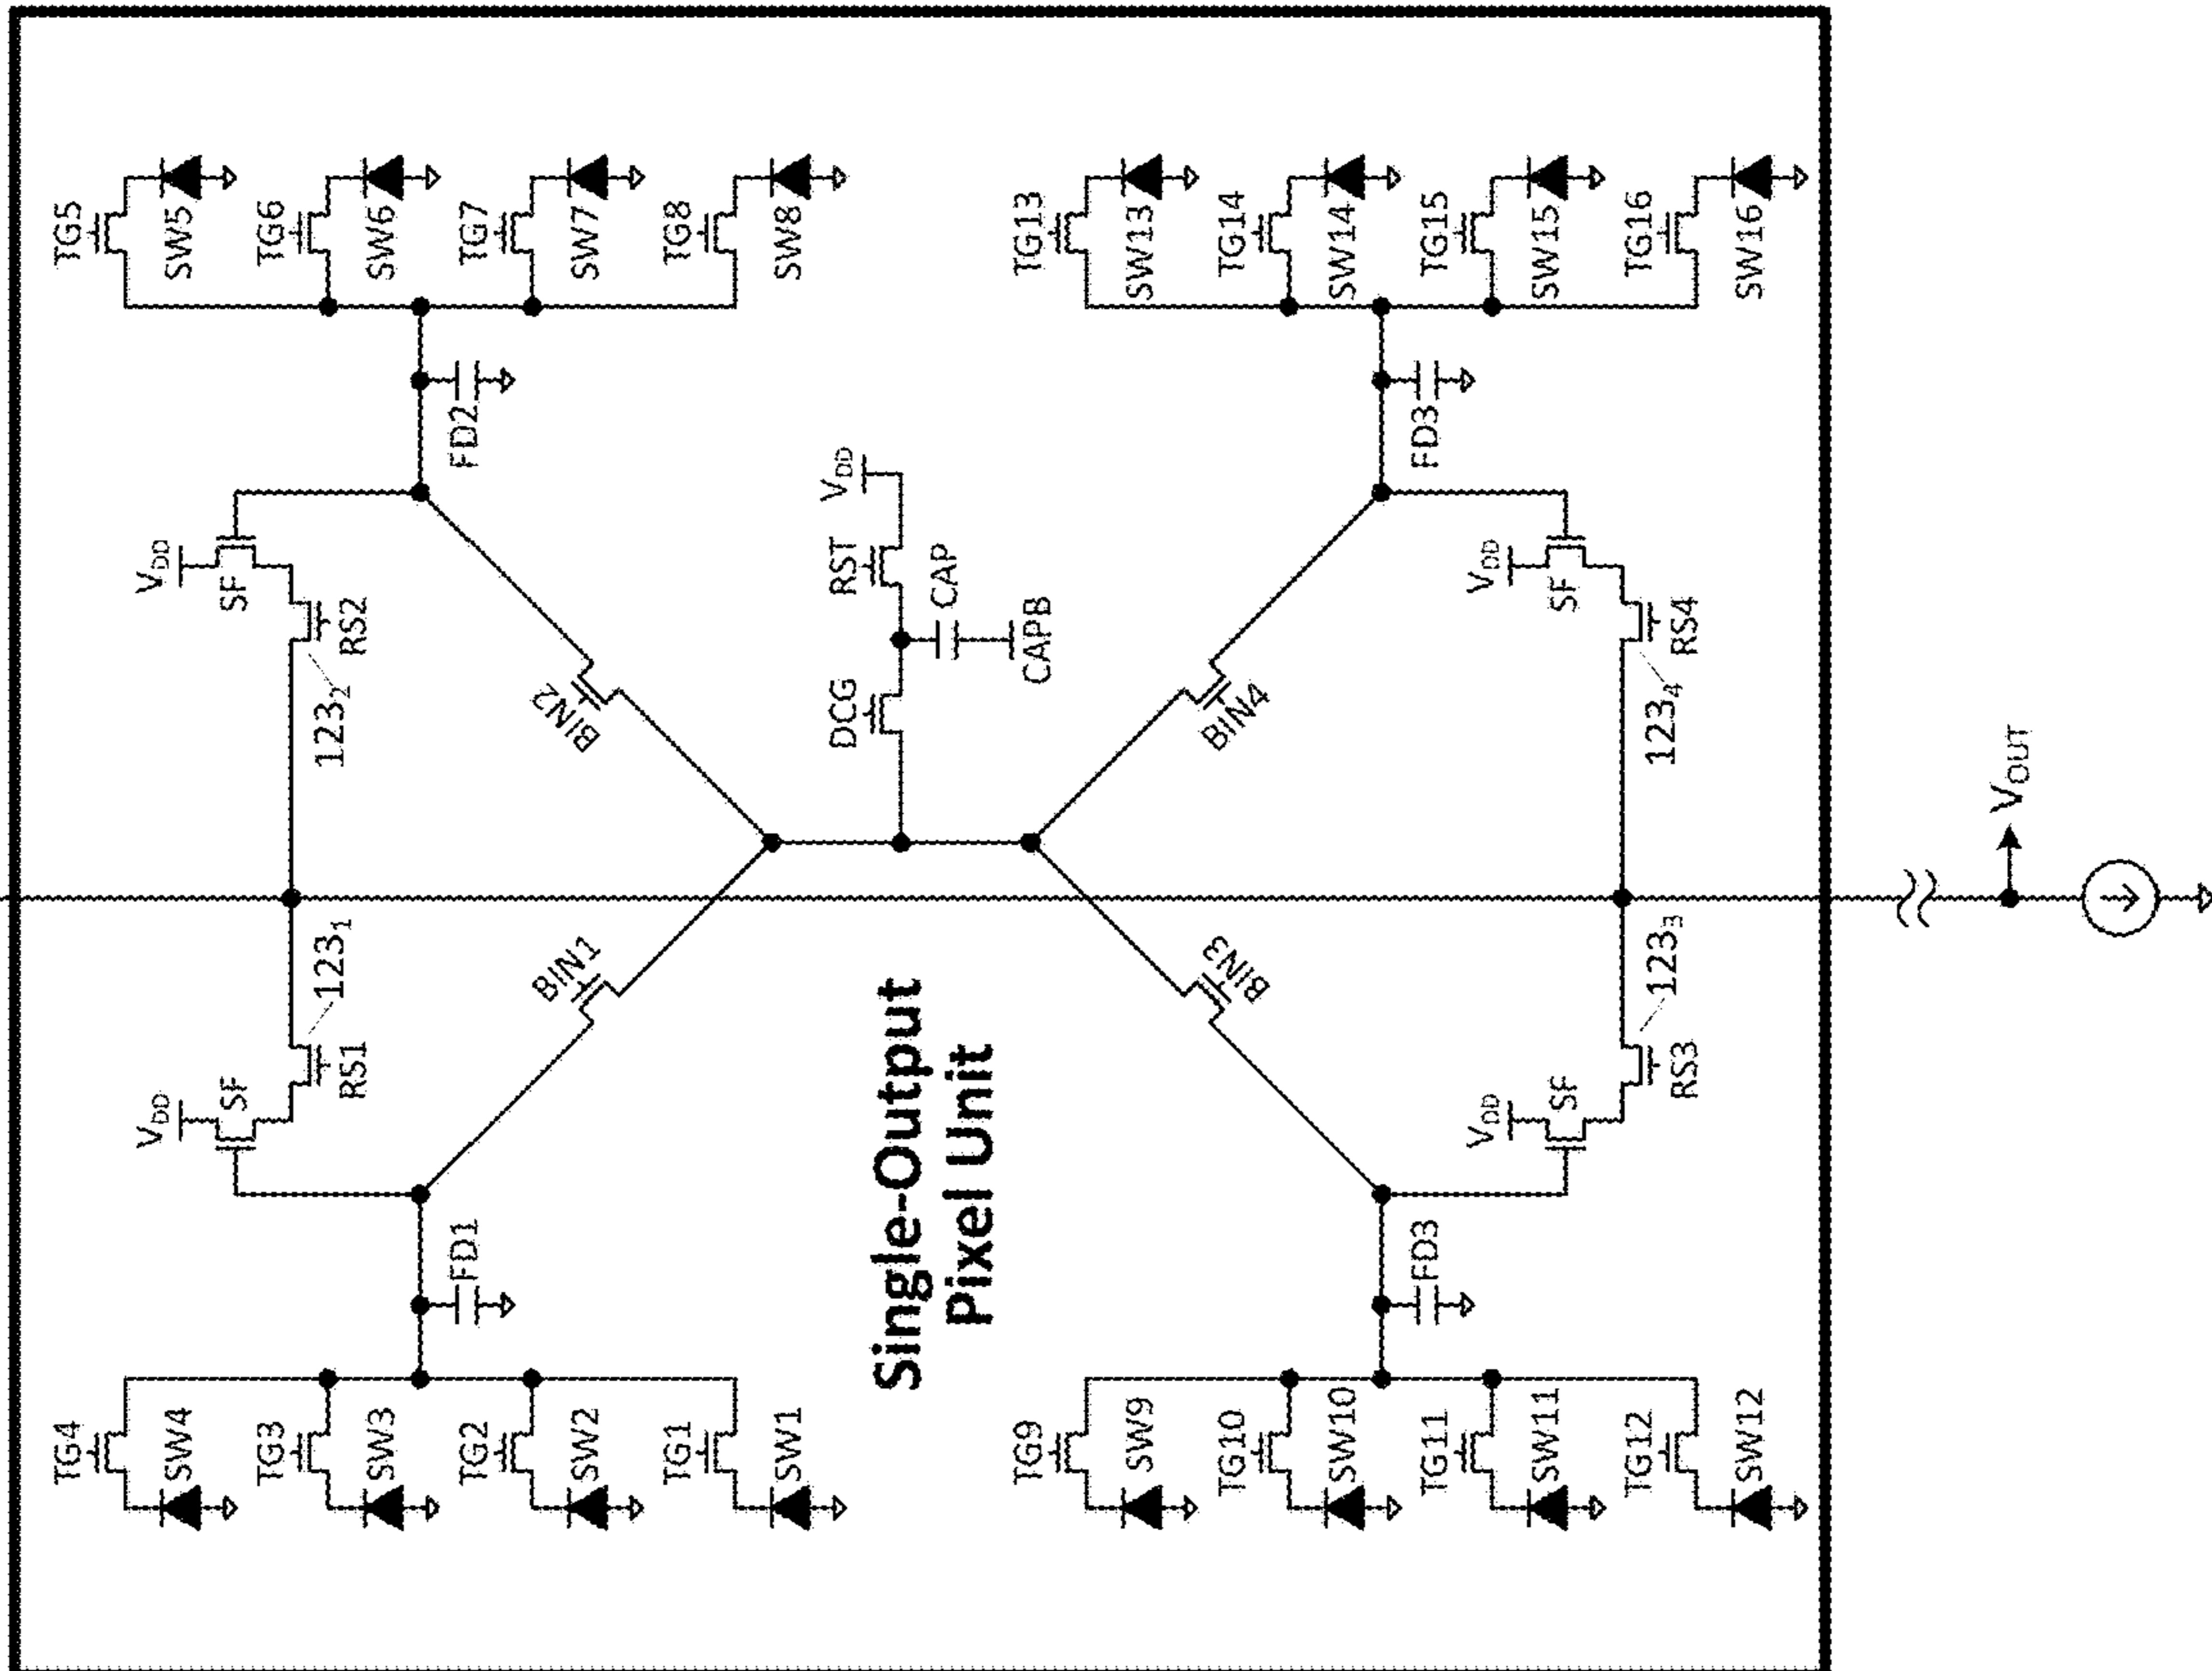 TG4
SW4
TG3
SW3
TG2
SW2
TG1
SW1
FD1
VDD
SF
RS1
123₁
BIN1
TG5
SW5
TG6
SW6
TG7
SW7
TG8
SW8
FD2
VDD
SF
RS2
123₂
BIN2
VDD
RST
CAP
CAPB
DCG
Single-Output
Pixel Unit
TG9
SW9
TG10
SW10
TG11
SW11
TG12
SW12
FD3
VDD
SF
RS3
123₃
BIN3
TG13
SW13
TG14
SW14
TG15
SW15
TG16
SW16
FD3
VDD
SF
RS4
123₄
BIN4
VOUT